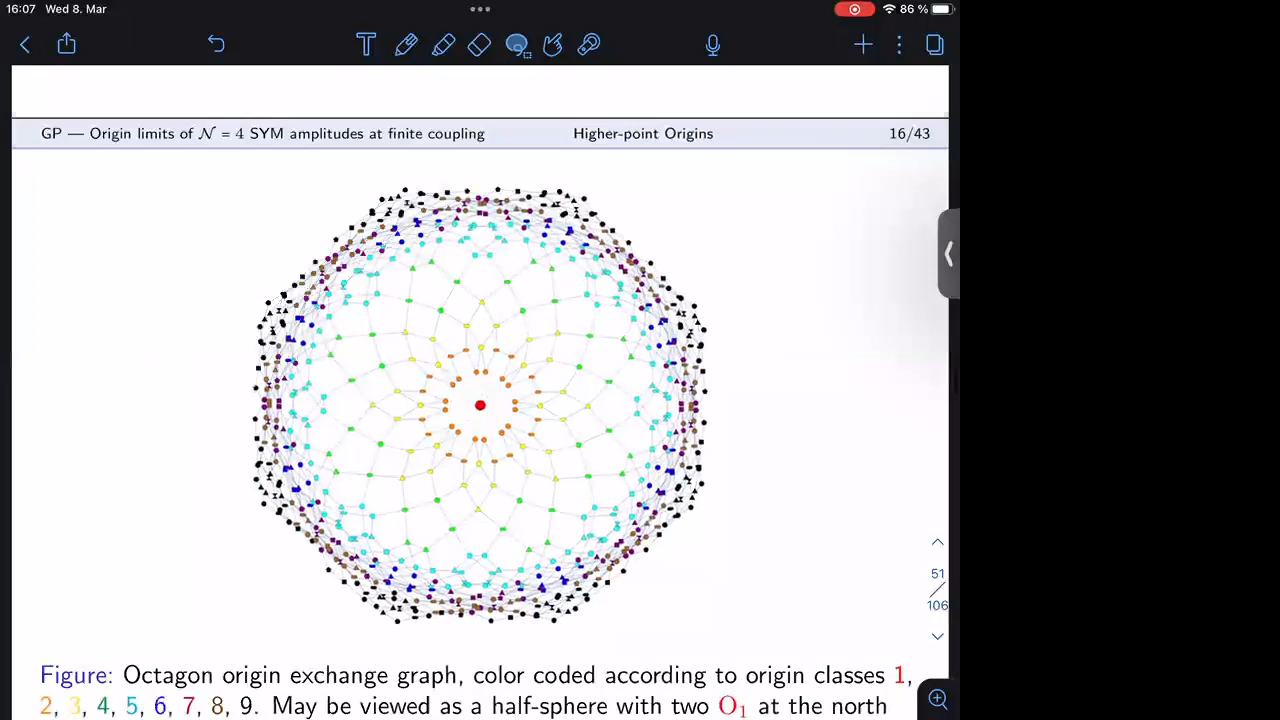 16:07 Wed 8. Mar 86 %
GP — Origin limits of 𝒩 = 4 SYM amplitudes at finite coupling Higher-point Origins 16/43
51
106
Figure: Octagon origin exchange graph, color coded according to origin classes 1,
2, 3, 4, 5, 6, 7, 8, 9. May be viewed as a half-sphere with two O₁ at the north